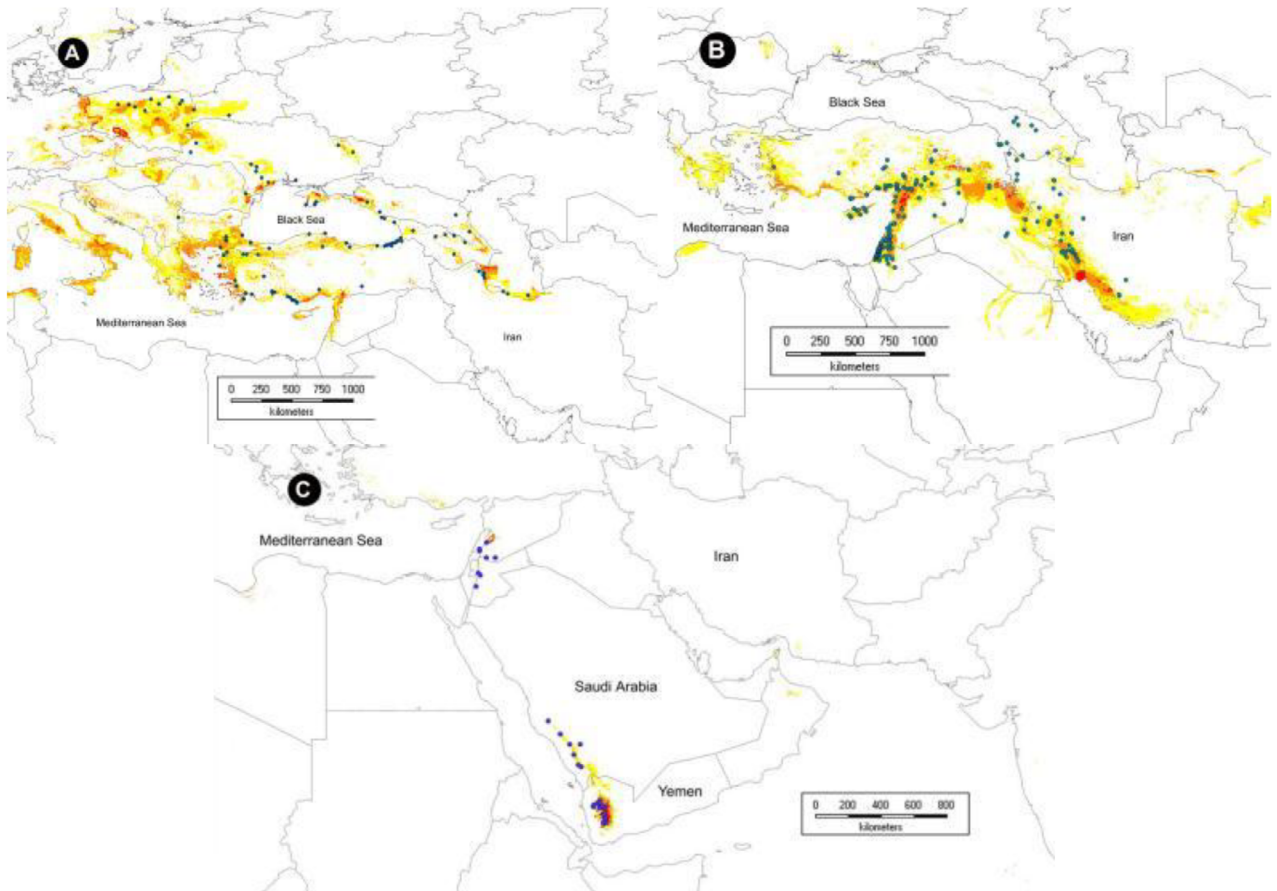 A
Black Sea
Mediterranean Sea
Iran
0 250 500 750 1000
kilometers
B
Black Sea
Mediterranean Sea
Iran
0 250 500 750 1000
kilometers
C
Mediterranean Sea
Iran
Saudi Arabia
Yemen
0 200 400 600 800
kilometers